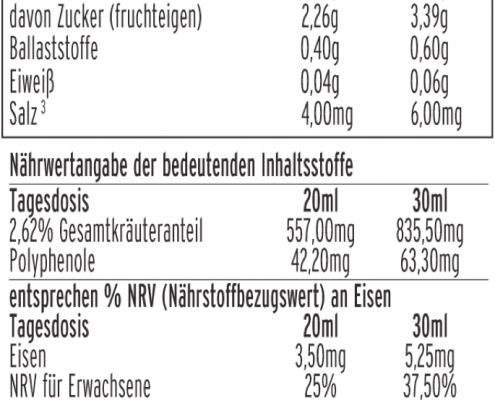 davon Zucker (fruchteigen) 2,26g 3,39g
Ballaststoffe 0,40g 0,60g
Eiweiß 0,04g 0,06g
Salz ³ 4,00mg 6,00mg
Nährwertangabe der bedeutenden Inhaltsstoffe
Tagesdosis 20ml 30ml
2,62% Gesamtkräuteranteil 557,00mg 835,50mg
Polyphenole 42,20mg 63,30mg
entsprechen % NRV (Nährstoffbezugswert) an Eisen
Tagesdosis 20ml 30ml
Eisen 3,50mg 5,25mg
NRV für Erwachsene 25% 37,50%